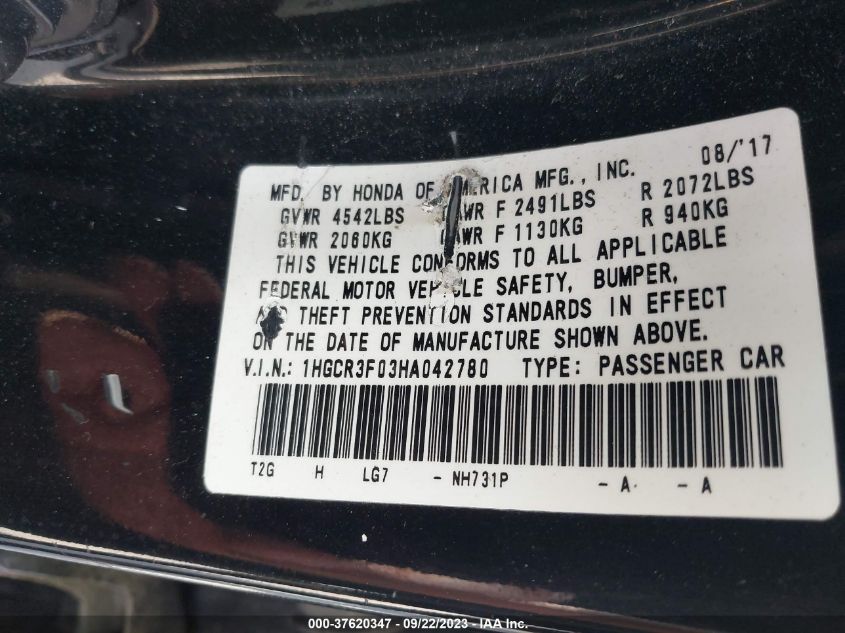 08/'17
MFD. BY HONDA OF AMERICA MFG., INC.
GVWR 4542LBS GAWR F 2491LBS R 2072LBS
GVWR 2060KG GAWR F 1130KG R 940KG
THIS VEHICLE CONFORMS TO ALL APPLICABLE
FEDERAL MOTOR VEHICLE SAFETY, BUMPER,
AND THEFT PREVENTION STANDARDS IN EFFECT
ON THE DATE OF MANUFACTURE SHOWN ABOVE.
V.I.N.: 1HGCR3F03HA042780 TYPE: PASSENGER CAR
T2G H LG7 - NH731P - A - A
000-37620347 - 09/22/2023 - IAA Inc.